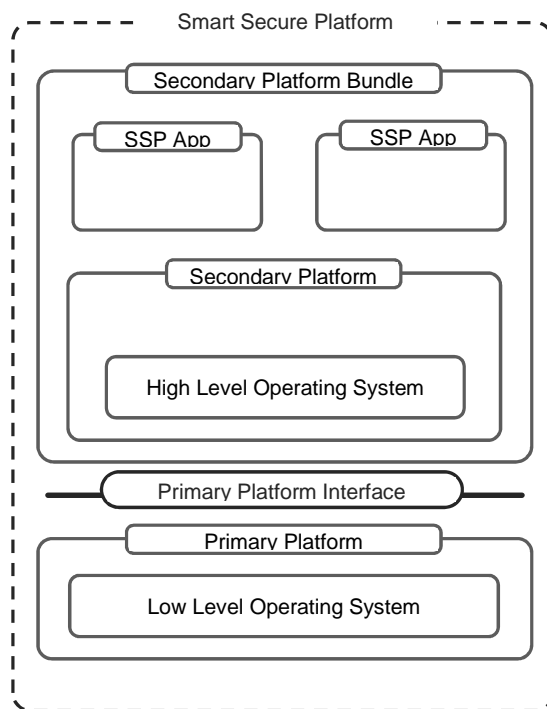 Smart Secure Platform
Secondary Platform Bundle
SSP App
SSP App
Secondary Platform
High Level Operating System
Primary Platform Interface
Primary Platform
Low Level Operating System